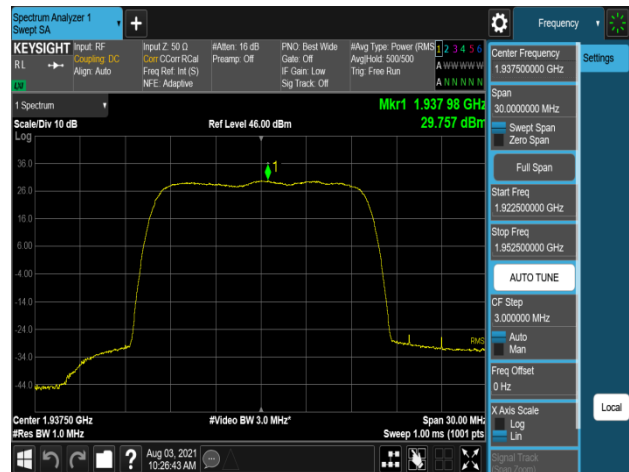 Spectrum Analyzer 1
Swept SA
+
Frequency
KEYSIGHT
RL
Input: RF
Coupling: DC
Align: Auto
Input Z: 50 Ω
Corr CCorr RCal
Freq Ref: Int (S)
NFE: Adaptive
#Atten: 16 dB
Preamp: Off
PNO: Best Wide
Gate: Off
IF Gain: Low
Sig Track: Off
#Avg Type: Power (RMS
Avg|Hold: 500/500
Trig: Free Run
1 2 3 4 5 6
A W W W W W
A N N N N N
LXI
1 Spectrum
Scale/Div 10 dB
Log
Ref Level 46.00 dBm
Mkr1 1.937 98 GHz
29.757 dBm
1
36.0
26.0
16.0
6.00
-4.00
-14.0
-24.0
-34.0
-44.0
RMS
Center 1.93750 GHz
#Res BW 1.0 MHz
#Video BW 3.0 MHz*
Span 30.00 MHz
Sweep 1.00 ms (1001 pts
?
Aug 03, 2021
10:26:43 AM
Center Frequency
1.937500000 GHz
Span
30.0000000 MHz
Swept Span
Zero Span
Full Span
Start Freq
1.922500000 GHz
Stop Freq
1.952500000 GHz
AUTO TUNE
CF Step
3.000000 MHz
Auto
Man
Freq Offset
0 Hz
X Axis Scale
Log
Lin
Signal Track
(Span Zoom)
Settings
Local